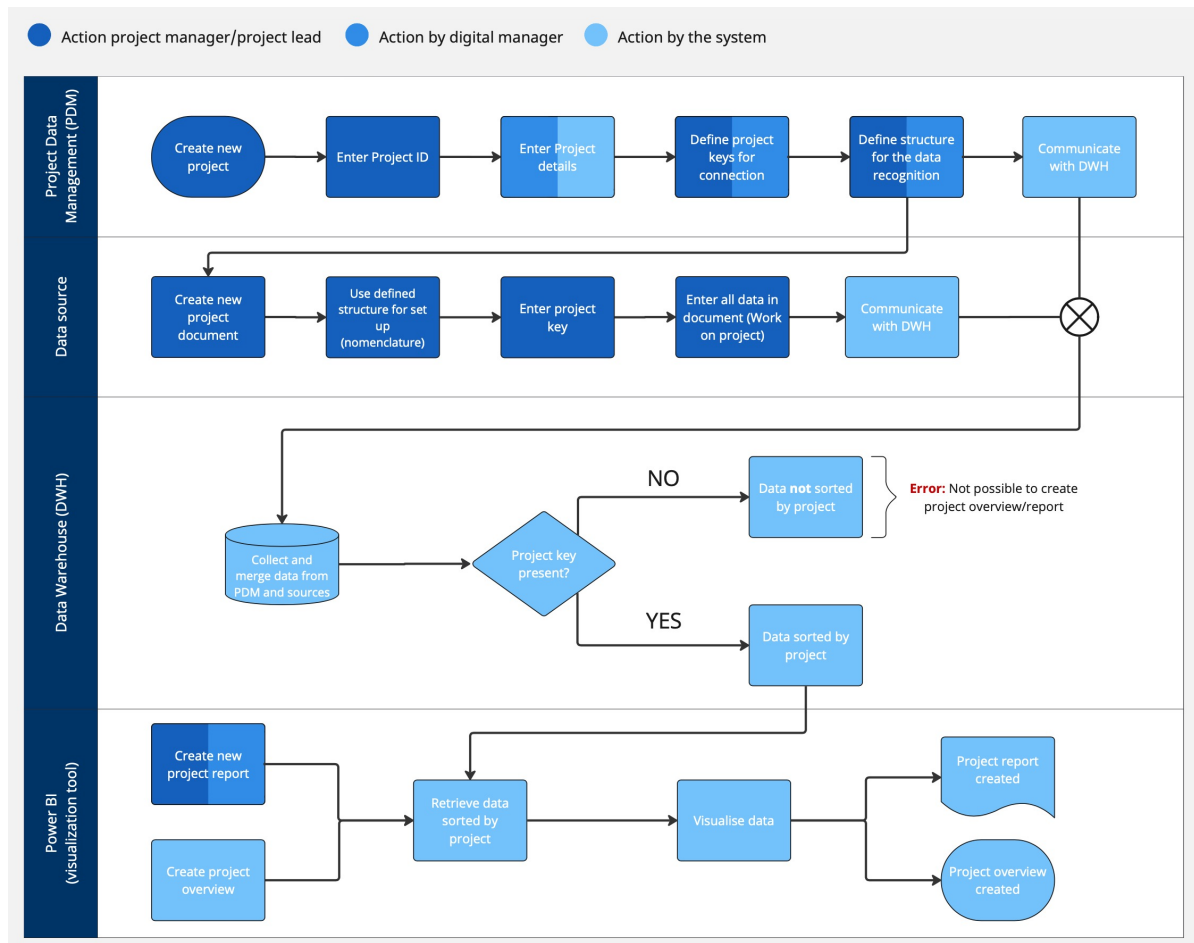 Action project manager/project lead
Action by digital manager
Action by the system
Project Data
Management (PDM)
Create new
project
Enter Project ID
Enter Project
details
Define project
keys for
connection
Define structure
for the data
recognition
Communicate
with DWH
Data source
Create new
project
document
Use defined
structure for set
up
(nomenclature)
Enter project
key
Enter all data in
document (Work
on project)
Communicate
with DWH
Data Warehouse (DWH)
Collect and
merge data from
PDM and sources
Project key
present?
NO
Data not sorted
by project
Error: Not possible to create
project overview/report
YES
Data sorted by
project
Power BI
(visualization tool)
Create new
project report
Create project
overview
Retrieve data
sorted by
project
Visualise data
Project report
created
Project overview
created